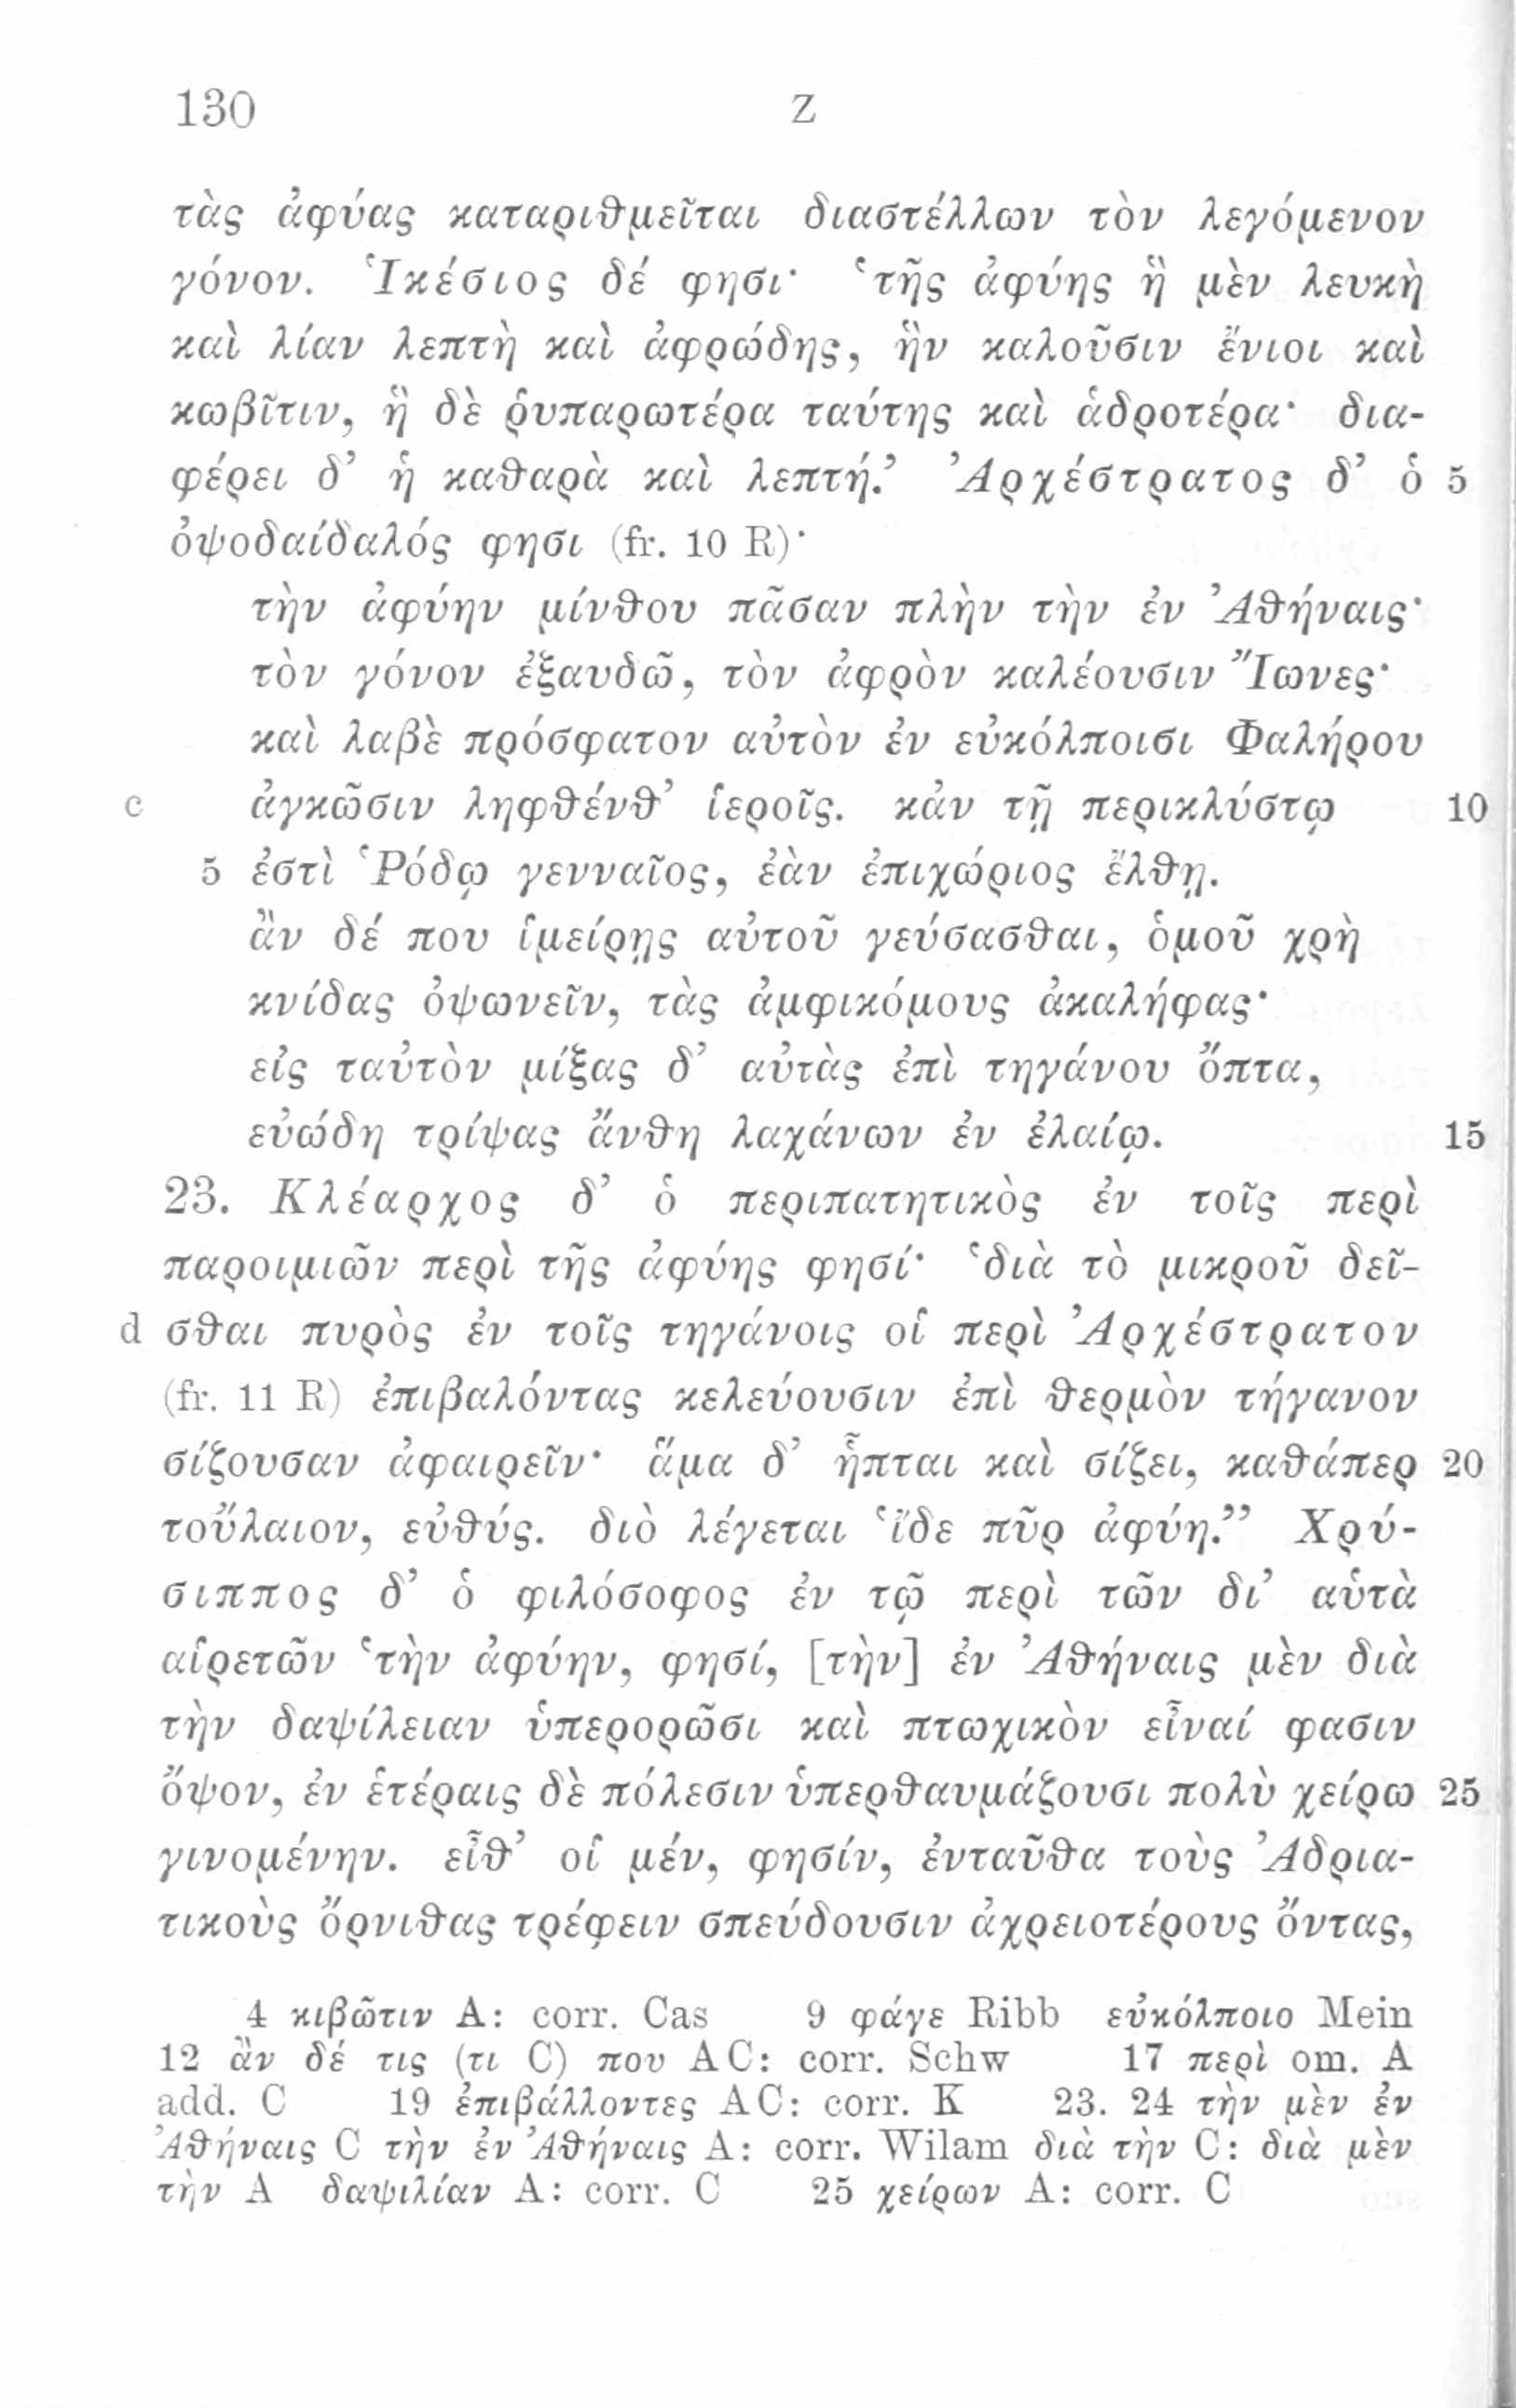 130 Z
τὰς ἀφύας καταριθμεῖται διαστέλλων τὸν λεγόμενον
γόνον. Ἱκέσιος δέ φησι· ‘τῆς ἀφύης ἣ μὲν λευκὴ
καὶ λίαν λεπτὴ καὶ ἀφρώδης, ἣν καλοῦσιν ἔνιοι καὶ
κωβῖτιν, ἣ δὲ ῥυπαρωτέρα ταύτης καὶ ἁδροτέρα· δια-
φέρει δ’ ἡ καθαρὰ καὶ λεπτή.’ Ἀρχέστρατος δ’ ὁ 5
ὀψοδαίδαλός φησι (fr. 10 R)·
τὴν ἀφύην μίνθου πᾶσαν πλὴν τὴν ἐν Ἀθήναις·
τὸν γόνον ἐξαυδῶ, τὸν ἀφρὸν καλέουσιν Ἴωνες·
καὶ λαβὲ πρόσφατον αὐτὸν ἐν εὐκόλποισι Φαλήρου
c ἀγκῶσιν ληφθένθ’ ἱεροῖς. κἀν τῇ περικλύστῳ 10
5 ἐστὶ Ῥόδῳ γενναῖος, ἐὰν ἐπιχώριος ἔλθῃ.
ἂν δέ που ἱμείρῃς αὐτοῦ γεύσασθαι, ὁμοῦ χρὴ
κνίδας ὀψωνεῖν, τὰς ἀμφικόμους ἀκαλήφας·
εἰς ταὐτὸν μίξας δ’ αὐτὰς ἐπὶ τηγάνου ὄπτα,
εὐώδη τρίψας ἄνθη λαχάνων ἐν ἐλαίῳ. 15
23. Κλέαρχος δ’ ὁ περιπατητικὸς ἐν τοῖς περὶ
παροιμιῶν περὶ τῆς ἀφύης φησί· ‘διὰ τὸ μικροῦ δεῖ-
d σθαι πυρὸς ἐν τοῖς τηγάνοις οἱ περὶ Ἀρχέστρατον
(fr. 11 R) ἐπιβαλόντας κελεύουσιν ἐπὶ θερμὸν τήγανον
σίζουσαν ἀφαιρεῖν· ἅμα δ’ ἧπται καὶ σίζει, καθάπερ 20
τοὔλαιον, εὐθύς. διὸ λέγεται ‘ἴδε πῦρ ἀφύη.’’ Χρύ-
σιππος δ’ ὁ φιλόσοφος ἐν τῷ περὶ τῶν δι’ αὑτὰ
αἱρετῶν ‘τὴν ἀφύην, φησί, [τὴν] ἐν Ἀθήναις μὲν διὰ
τὴν δαψίλειαν ὑπερορῶσι καὶ πτωχικὸν εἶναί φασιν
ὄψον, ἐν ἑτέραις δὲ πόλεσιν ὑπερθαυμάζουσι πολὺ χείρω 25
γινομένην. εἶθ’ οἱ μέν, φησίν, ἐνταῦθα τοὺς Ἀδρια-
τικοὺς ὄρνιθας τρέφειν σπεύδουσιν ἀχρειοτέρους ὄντας,
4 κιβῶτιν A: corr. Cas 9 φάγε Ribb εὐκόλποιο Mein
12 ἂν δέ τις (τι C) που AC: corr. Schw 17 περὶ om. A
add. C 19 ἐπιβάλλοντες AC: corr. K 23. 24 τὴν μὲν ἐν
Ἀθήναις C τὴν ἐν Ἀθήναις A: corr. Wilam διὰ τὴν C: διὰ μὲν
τὴν A δαψιλίαν A: corr. C 25 χείρων A: corr. C